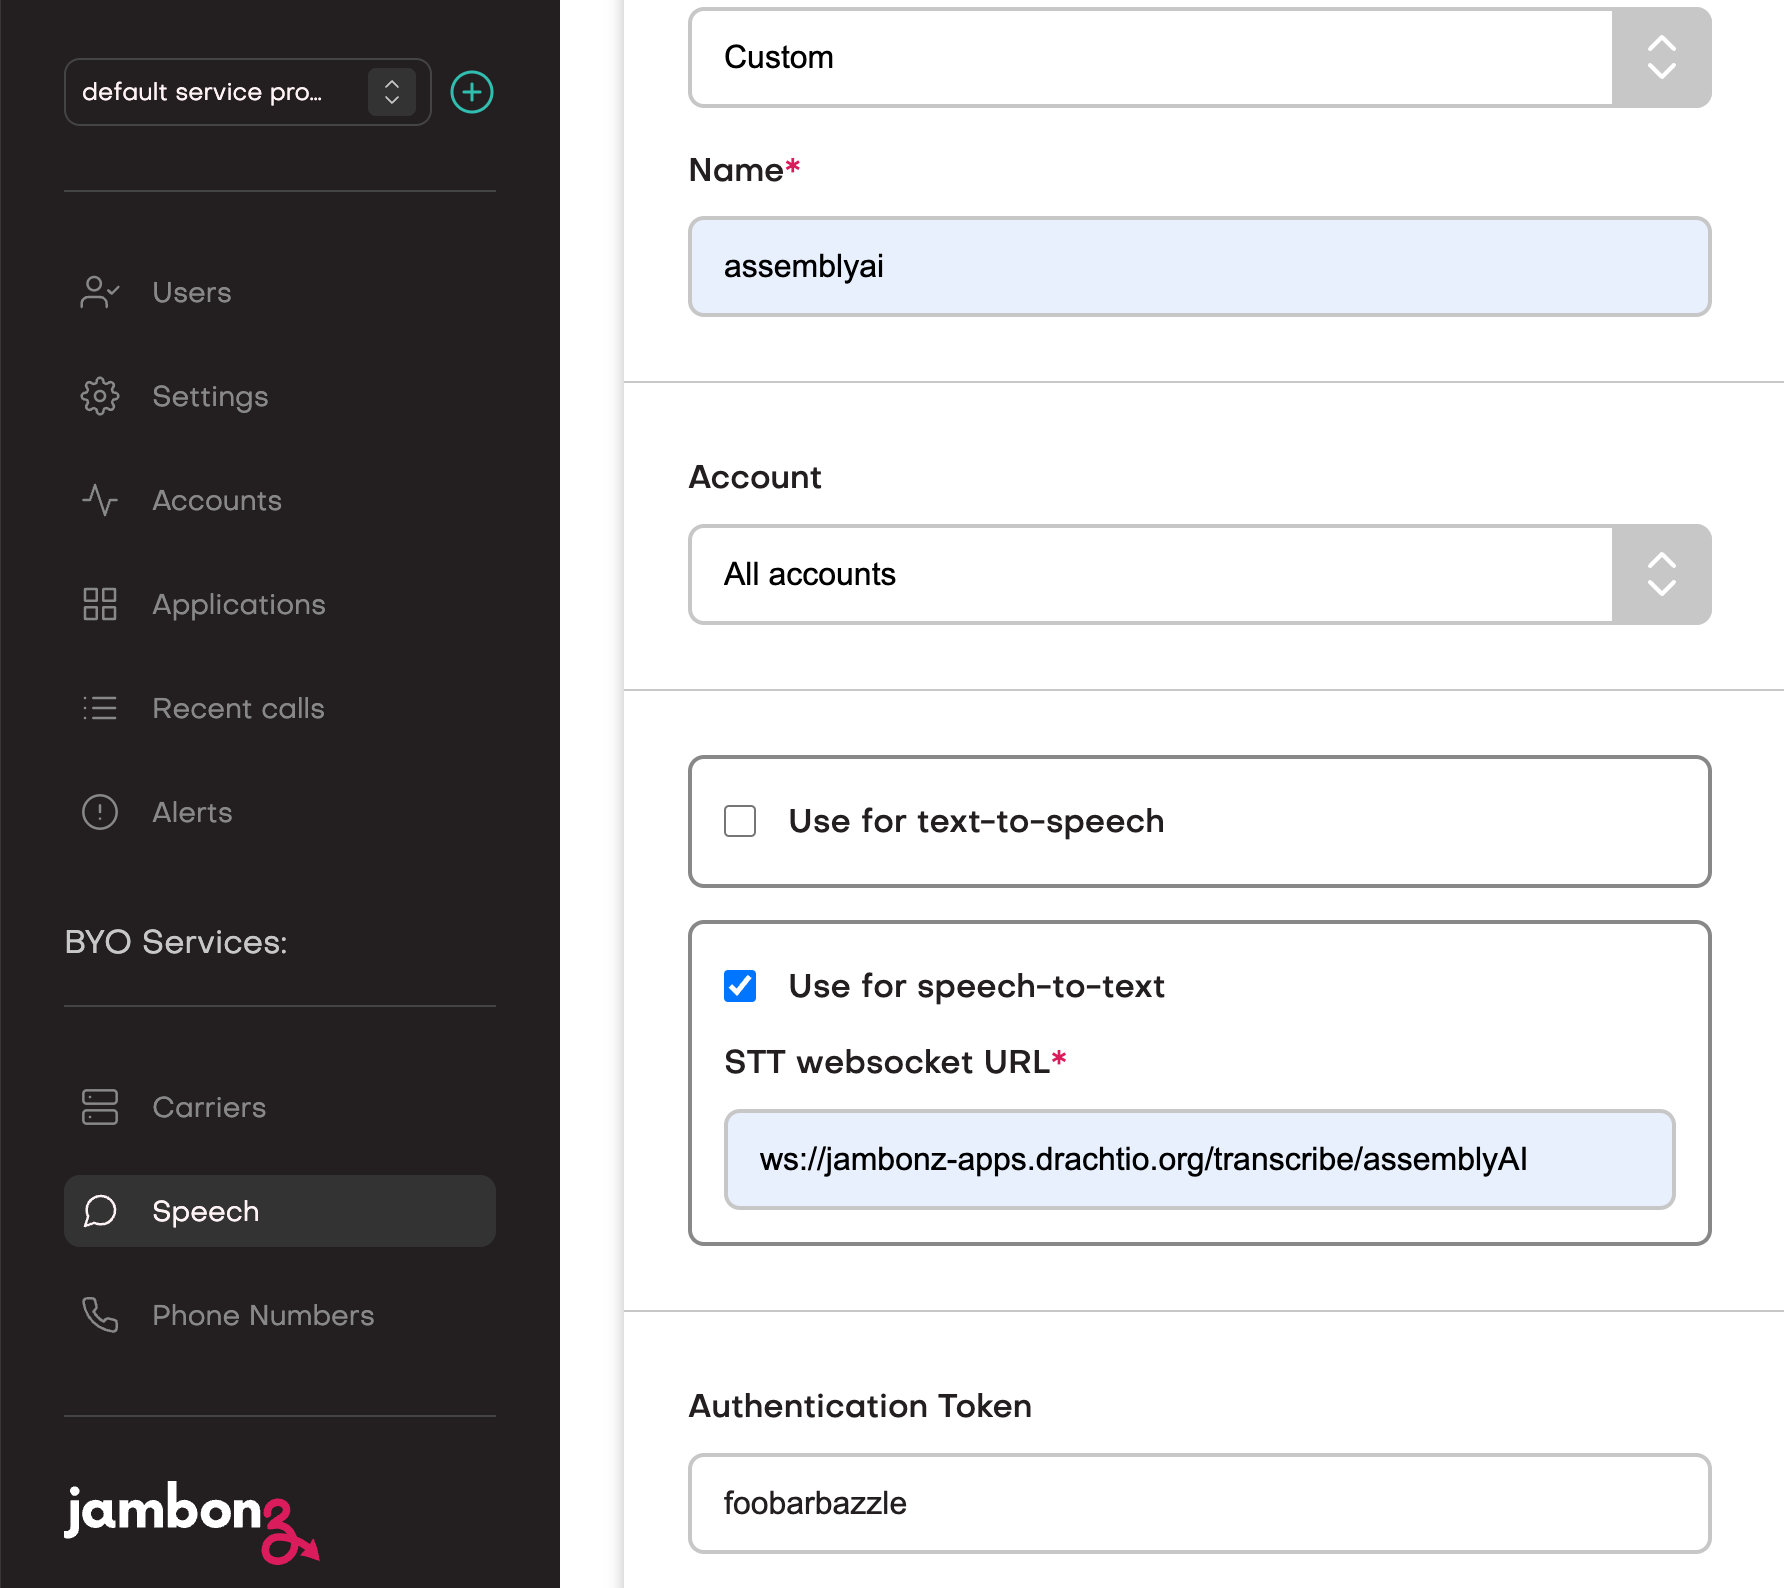 default service pro...
Users
Settings
Accounts
Applications
Recent calls
Alerts
BYO Services:
Carriers
Speech
Phone Numbers
jambonz
Custom
Name*
assemblyai
Account
All accounts
Use for text-to-speech
Use for speech-to-text
STT websocket URL*
ws://jambonz-apps.drachtio.org/transcribe/assemblyAI
Authentication Token
foobarbazzle